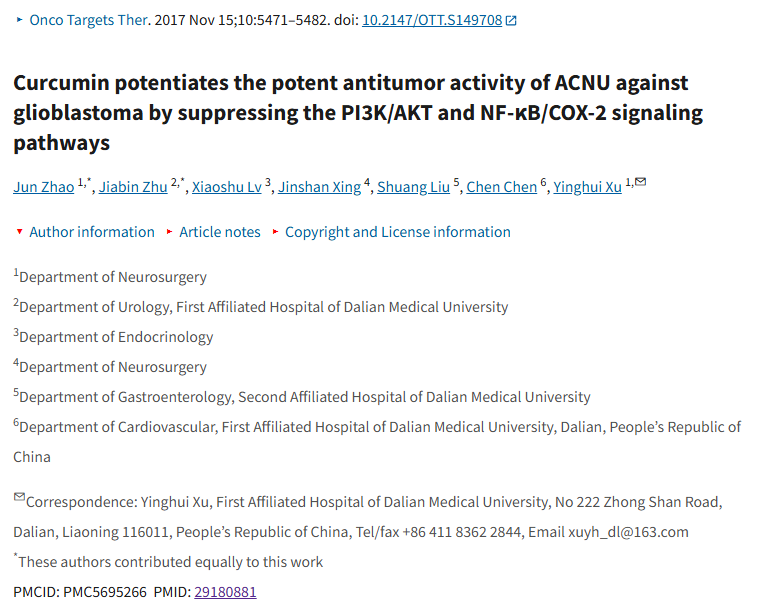 Onco Targets Ther. 2017 Nov 15;10:5471–5482. doi: 10.2147/OTT.S149708
Curcumin potentiates the potent antitumor activity of ACNU against
glioblastoma by suppressing the PI3K/AKT and NF-κB/COX-2 signaling
pathways
Jun Zhao 1,*, Jiabin Zhu 2,*, Xiaoshu Lv 3, Jinshan Xing 4, Shuang Liu 5, Chen Chen 6, Yinghui Xu 1,✉
Author information Article notes Copyright and License information
1Department of Neurosurgery
2Department of Urology, First Affiliated Hospital of Dalian Medical University
3Department of Endocrinology
4Department of Neurosurgery
5Department of Gastroenterology, Second Affiliated Hospital of Dalian Medical University
6Department of Cardiovascular, First Affiliated Hospital of Dalian Medical University, Dalian, People’s Republic of
China
✉Correspondence: Yinghui Xu, First Affiliated Hospital of Dalian Medical University, No 222 Zhong Shan Road,
Dalian, Liaoning 116011, People’s Republic of China, Tel/fax +86 411 8362 2844, Email xuyh_dl@163.com
*These authors contributed equally to this work
PMCID: PMC5695266 PMID: 29180881